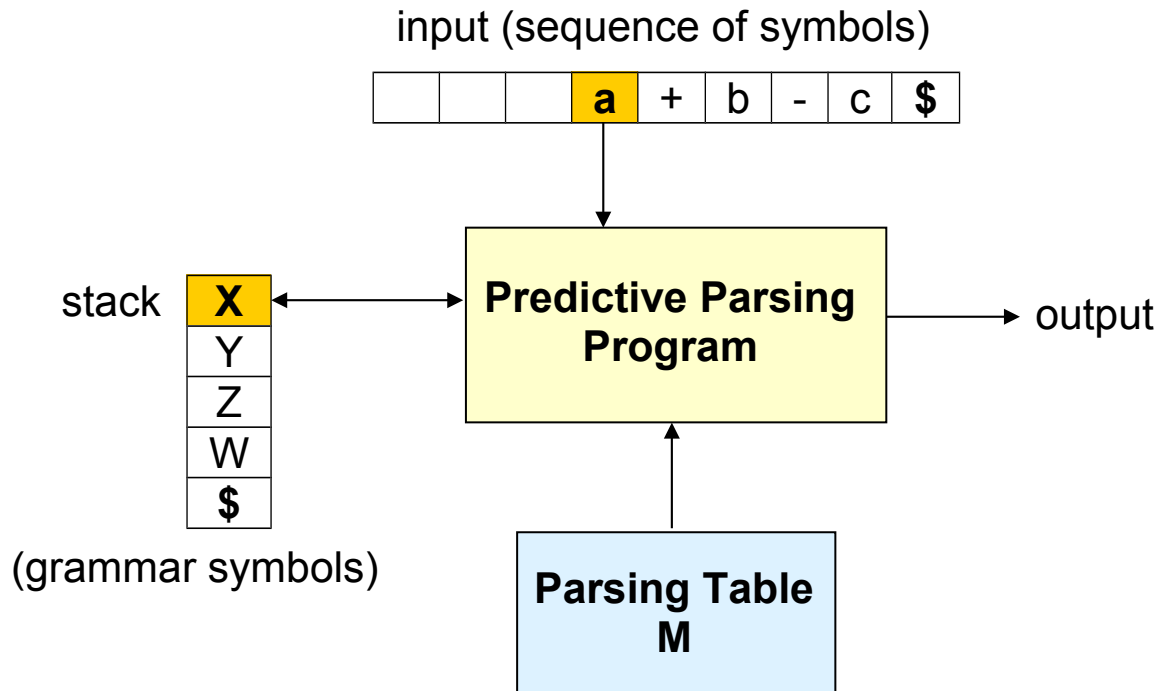 input (sequence of symbols)
a + b - c $
Predictive Parsing
Program
stack
X
Y
Z
W
$
output
(grammar symbols)
Parsing Table
M